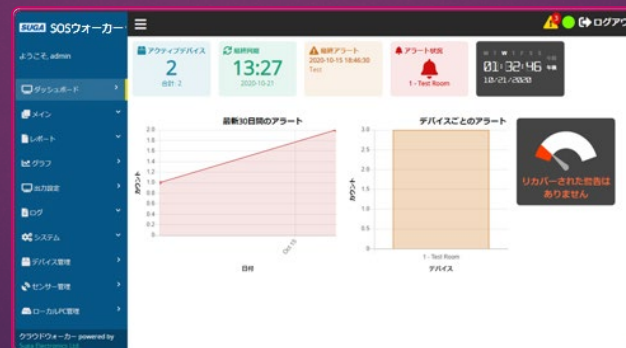 SUGA SOSウォーカー
ログアウ
ようこそ, admin
ダッシュボード
メイン
レポート
グラフ
出力設定
ログ
システム
デバイス管理
センサー管理
ローカルPC管理
クラウドウォーカー powered by
Suga Electronics Ltd
アクティブデバイス
2
合計: 2
最終同期
13:27
2020-10-21
最終アラート
2020-10-15 18:46:30
Test
アラート状況
1 - Test Room
M T W T F S S
01:32:46 午後
10/21/2020
最新30日間のアラート
2.0
1.8
1.6
1.4
1.2
1.0
0.8
0.6
0.4
0.2
0
カウント
Oct 15
日付
デバイスごとのアラート
3.0
2.5
2.0
1.5
1.0
0.5
0
カウント
1 - Test Room
デバイス
リカバーされた警告は
ありません